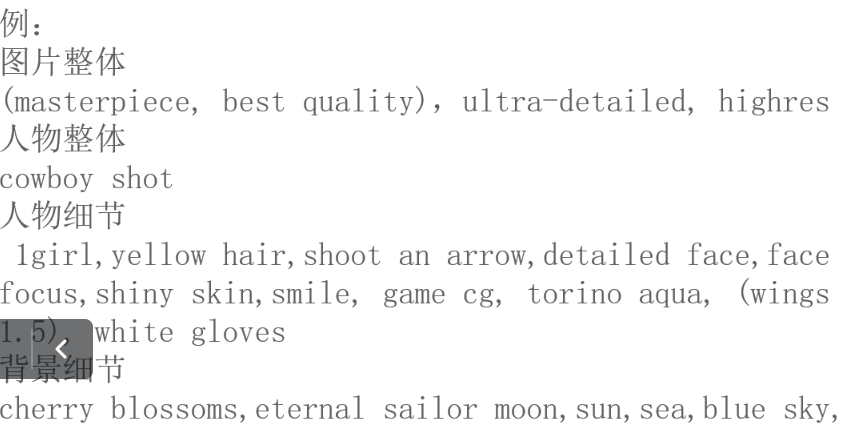 例：
图片整体
(masterpiece, best quality)，ultra-detailed, highres
人物整体
cowboy shot
人物细节
1girl,yellow hair,shoot an arrow,detailed face,face
focus,shiny skin,smile, game cg, torino aqua, (wings
1.5), white gloves
背景细节
cherry blossoms,eternal sailor moon,sun,sea,blue sky,